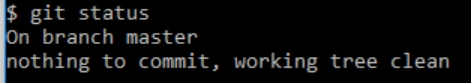 $ git status
On branch master
nothing to commit, working tree clean